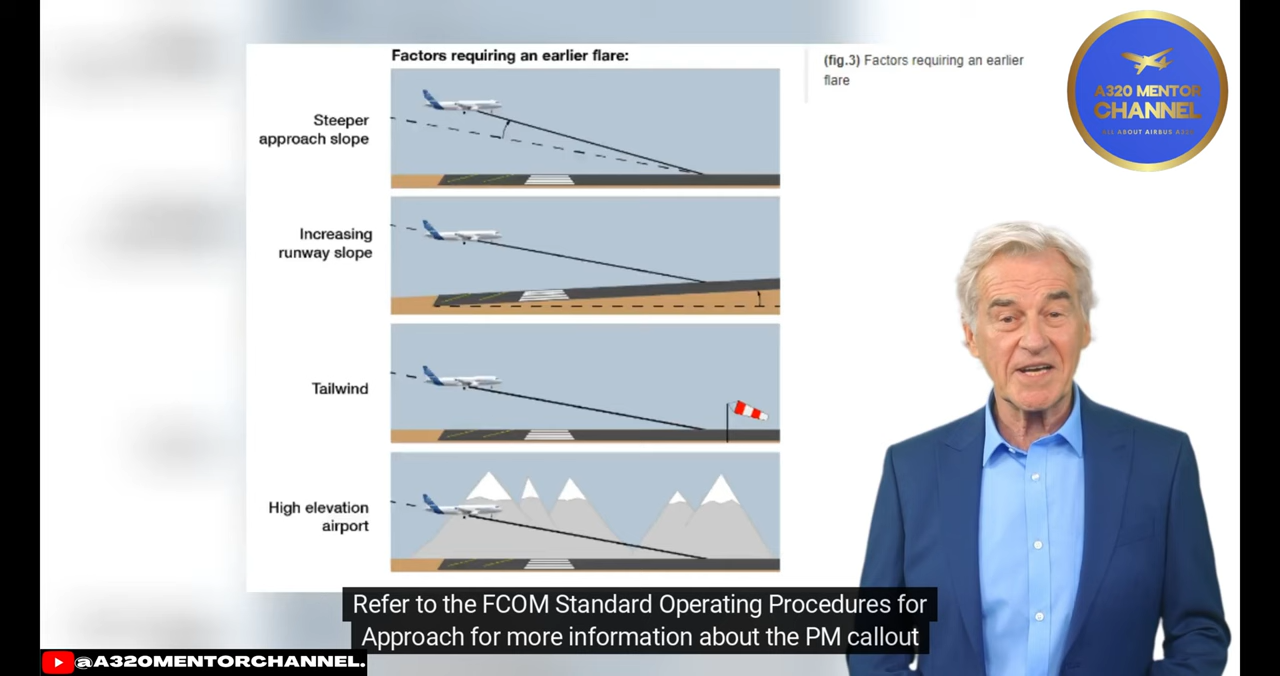 Factors requiring an earlier flare:
(fig.3) Factors requiring an earlier
flare
A320 MENTOR
CHANNEL
ALL ABOUT AIRBUS A320
Steeper
approach slope
Increasing
runway slope
Tailwind
High elevation
airport
Refer to the FCOM Standard Operating Procedures for
Approach for more information about the PM callout
@A320MENTORCHANNEL.